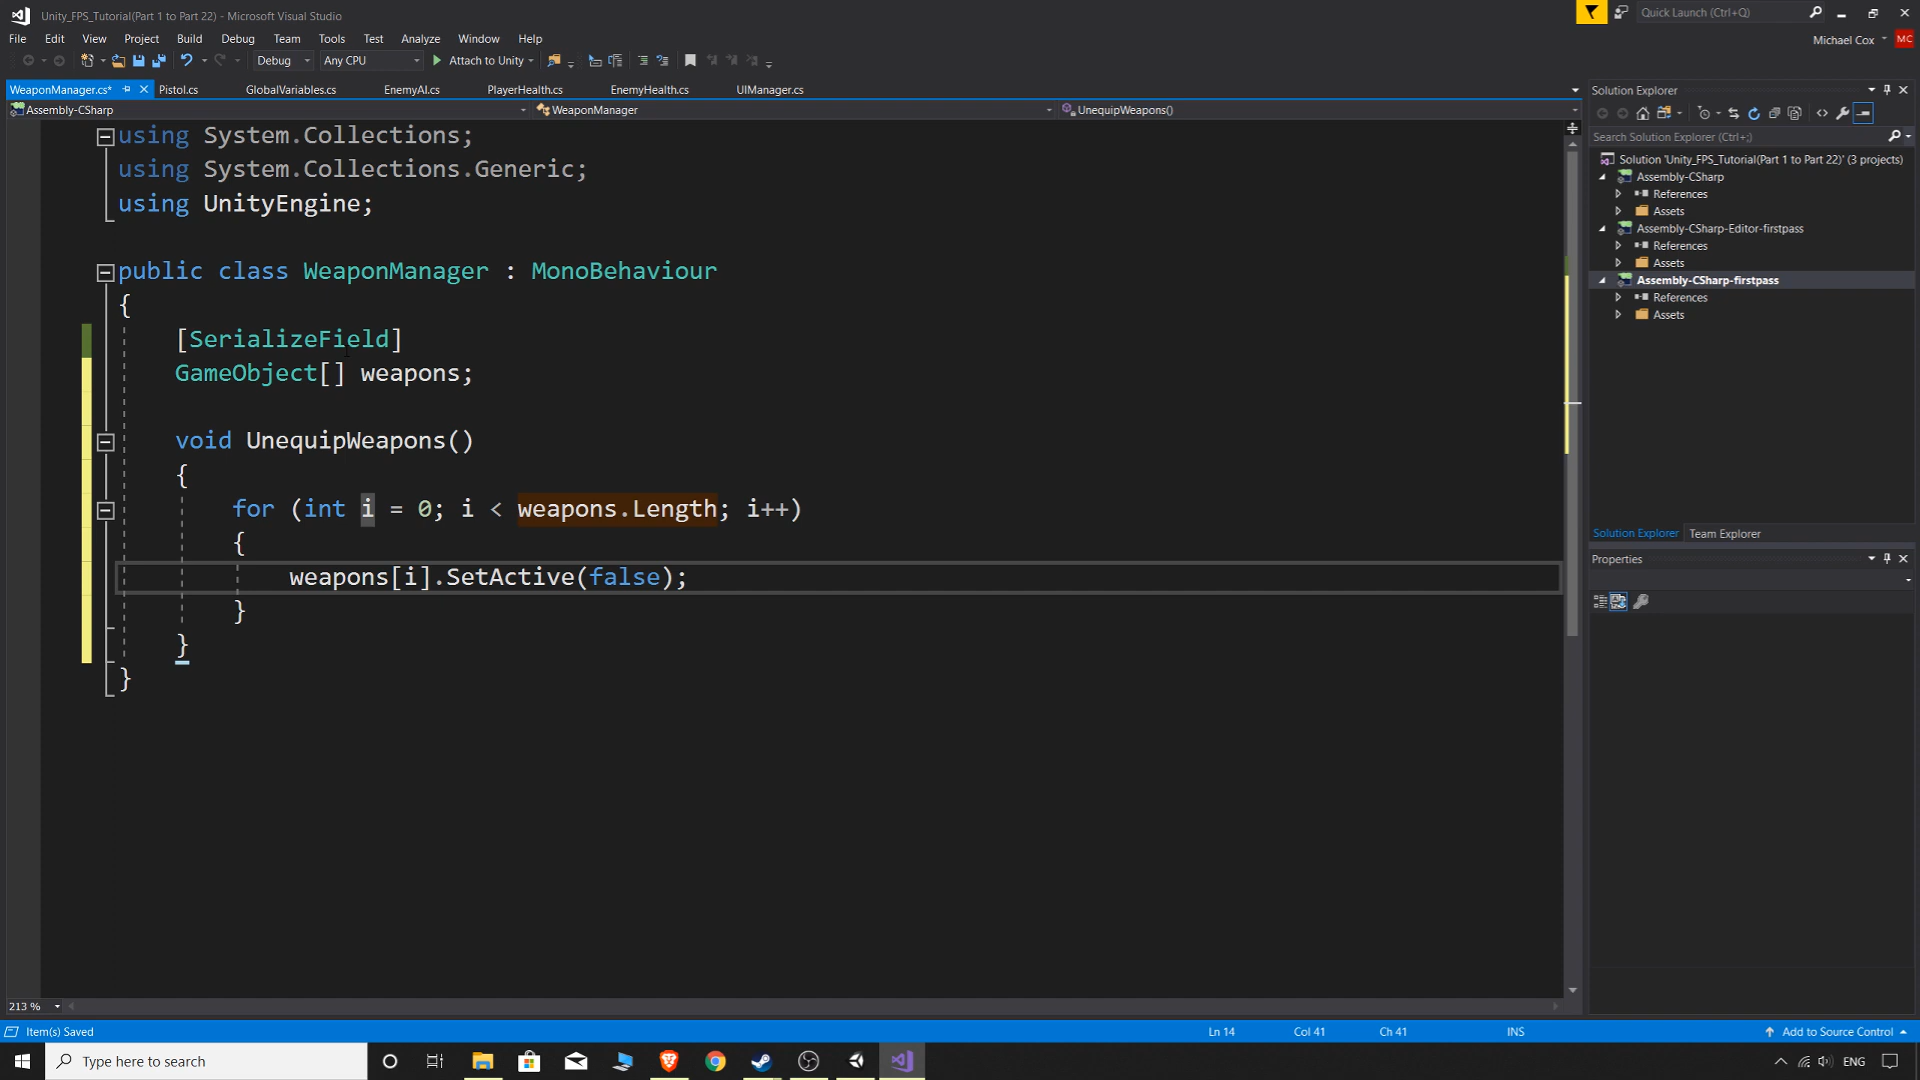 Unity_FPS_Tutorial(Part 1 to Part 22) - Microsoft Visual Studio
Quick Launch (Ctrl+Q)
File Edit View Project Build Debug Team Tools Test Analyze Window Help
Michael Cox MC
Debug Any CPU Attach to Unity
WeaponManager.cs* Pistol.cs GlobalVariables.cs EnemyAI.cs PlayerHealth.cs EnemyHealth.cs UIManager.cs
Assembly-CSharp WeaponManager UnequipWeapons()
using System.Collections;
using System.Collections.Generic;
using UnityEngine;
public class WeaponManager : MonoBehaviour
{
[SerializeField]
GameObject[] weapons;
void UnequipWeapons()
{
for (int i = 0; i < weapons.Length; i++)
{
weapons[i].SetActive(false);
}
}
}
Solution Explorer
Search Solution Explorer (Ctrl+;)
Solution 'Unity_FPS_Tutorial(Part 1 to Part 22)' (3 projects)
Assembly-CSharp
References
Assets
Assembly-CSharp-Editor-firstpass
References
Assets
Assembly-CSharp-firstpass
References
Assets
Solution Explorer Team Explorer
Properties
213 %
Item(s) Saved Ln 14 Col 41 Ch 41 INS Add to Source Control
Type here to search ENG